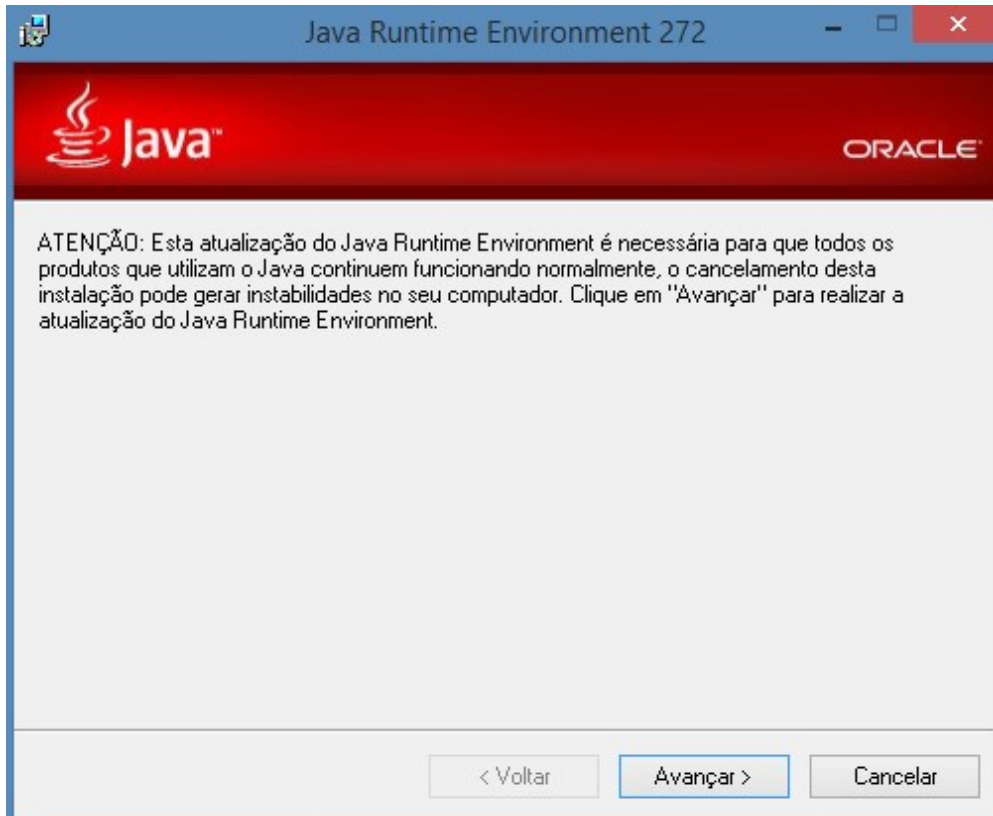 Java Runtime Environment 272
Java™
ORACLE
ATENÇÃO: Esta atualização do Java Runtime Environment é necessária para que todos os
produtos que utilizam o Java continuem funcionando normalmente, o cancelamento desta
instalação pode gerar instabilidades no seu computador. Clique em "Avançar" para realizar a
atualização do Java Runtime Environment.
< Voltar
Avançar >
Cancelar